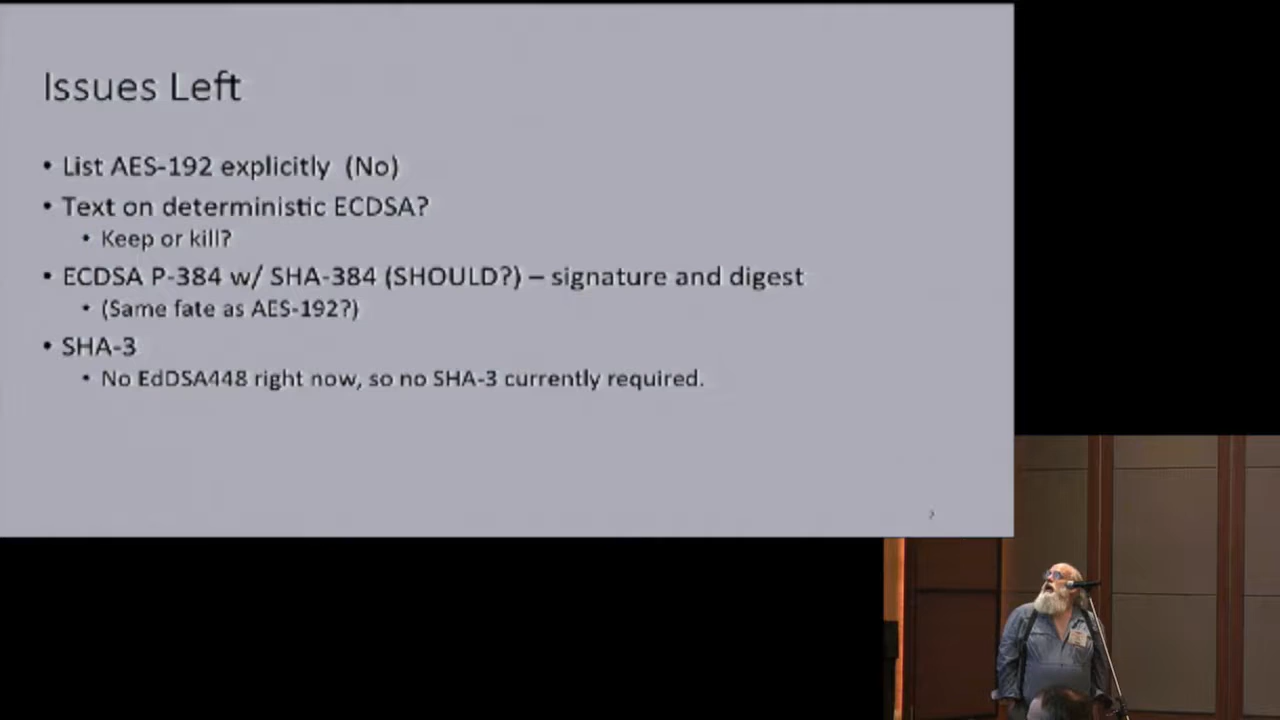 Issues Left
• List AES-192 explicitly (No)
• Text on deterministic ECDSA?
• Keep or kill?
• ECDSA P-384 w/ SHA-384 (SHOULD?) – signature and digest
• (Same fate as AES-192?)
• SHA-3
• No EdDSA448 right now, so no SHA-3 currently required.